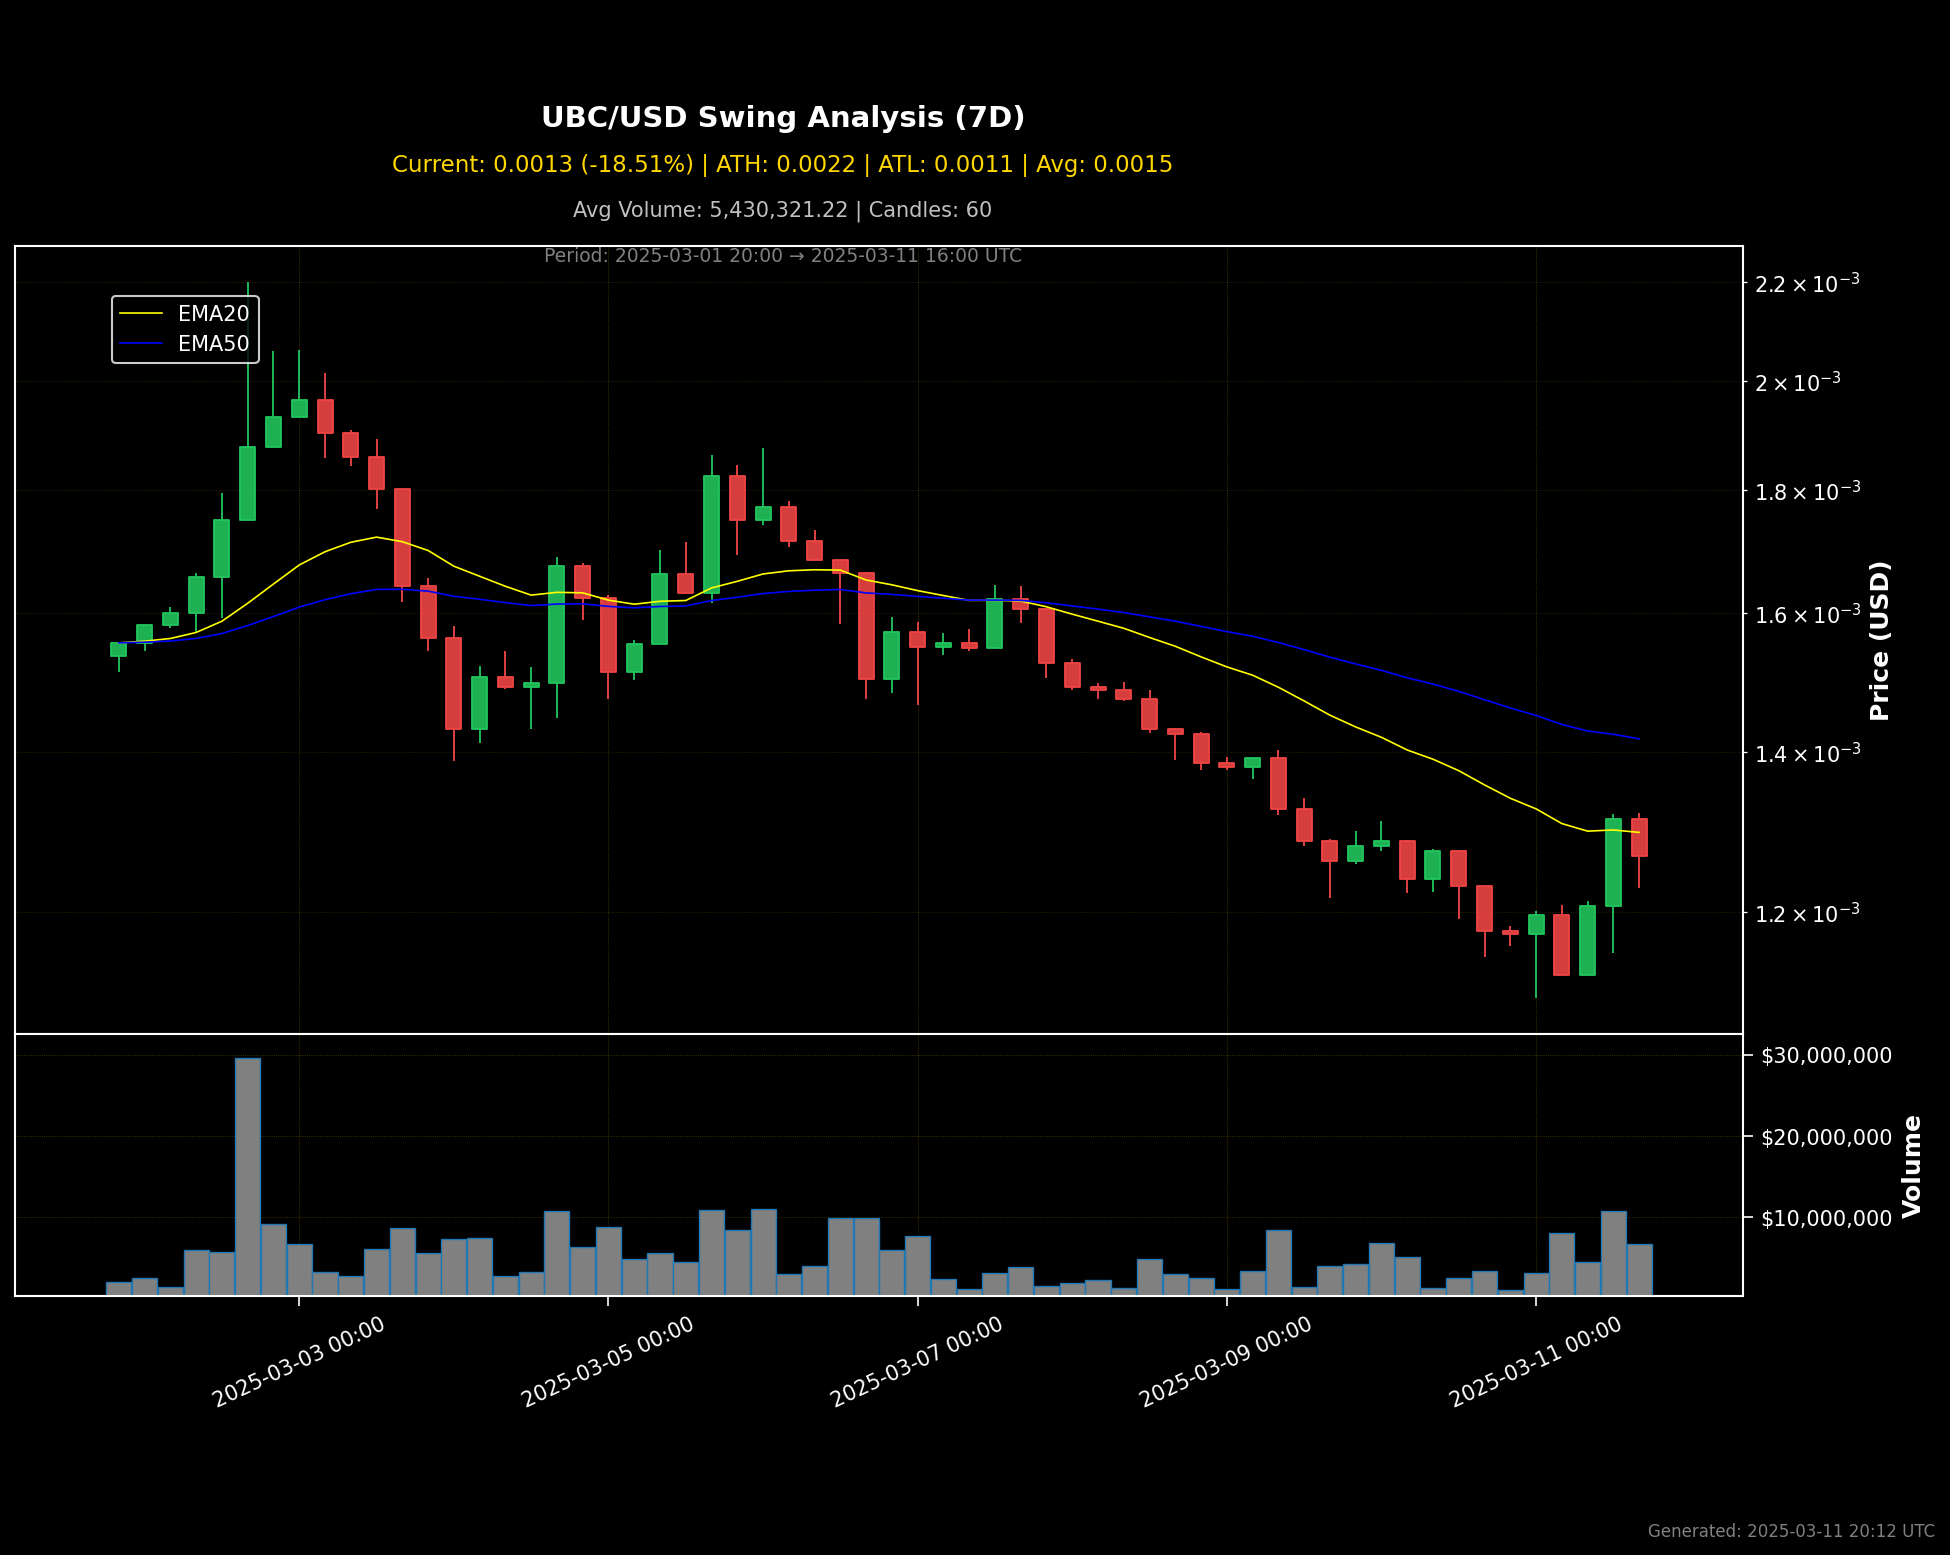 UBC/USD Swing Analysis (7D)
Current: 0.0013 (-18.51%) | ATH: 0.0022 | ATL: 0.0011 | Avg: 0.0015
Avg Volume: 5,430,321.22 | Candles: 60
Period: 2025-03-01 20:00 → 2025-03-11 16:00 UTC
EMA20
EMA50
2.2 × 10⁻³
2 × 10⁻³
1.8 × 10⁻³
1.6 × 10⁻³
1.4 × 10⁻³
1.2 × 10⁻³
Price (USD)
$30,000,000
$20,000,000
$10,000,000
Volume
2025-03-03 00:00
2025-03-05 00:00
2025-03-07 00:00
2025-03-09 00:00
2025-03-11 00:00
Generated: 2025-03-11 20:12 UTC